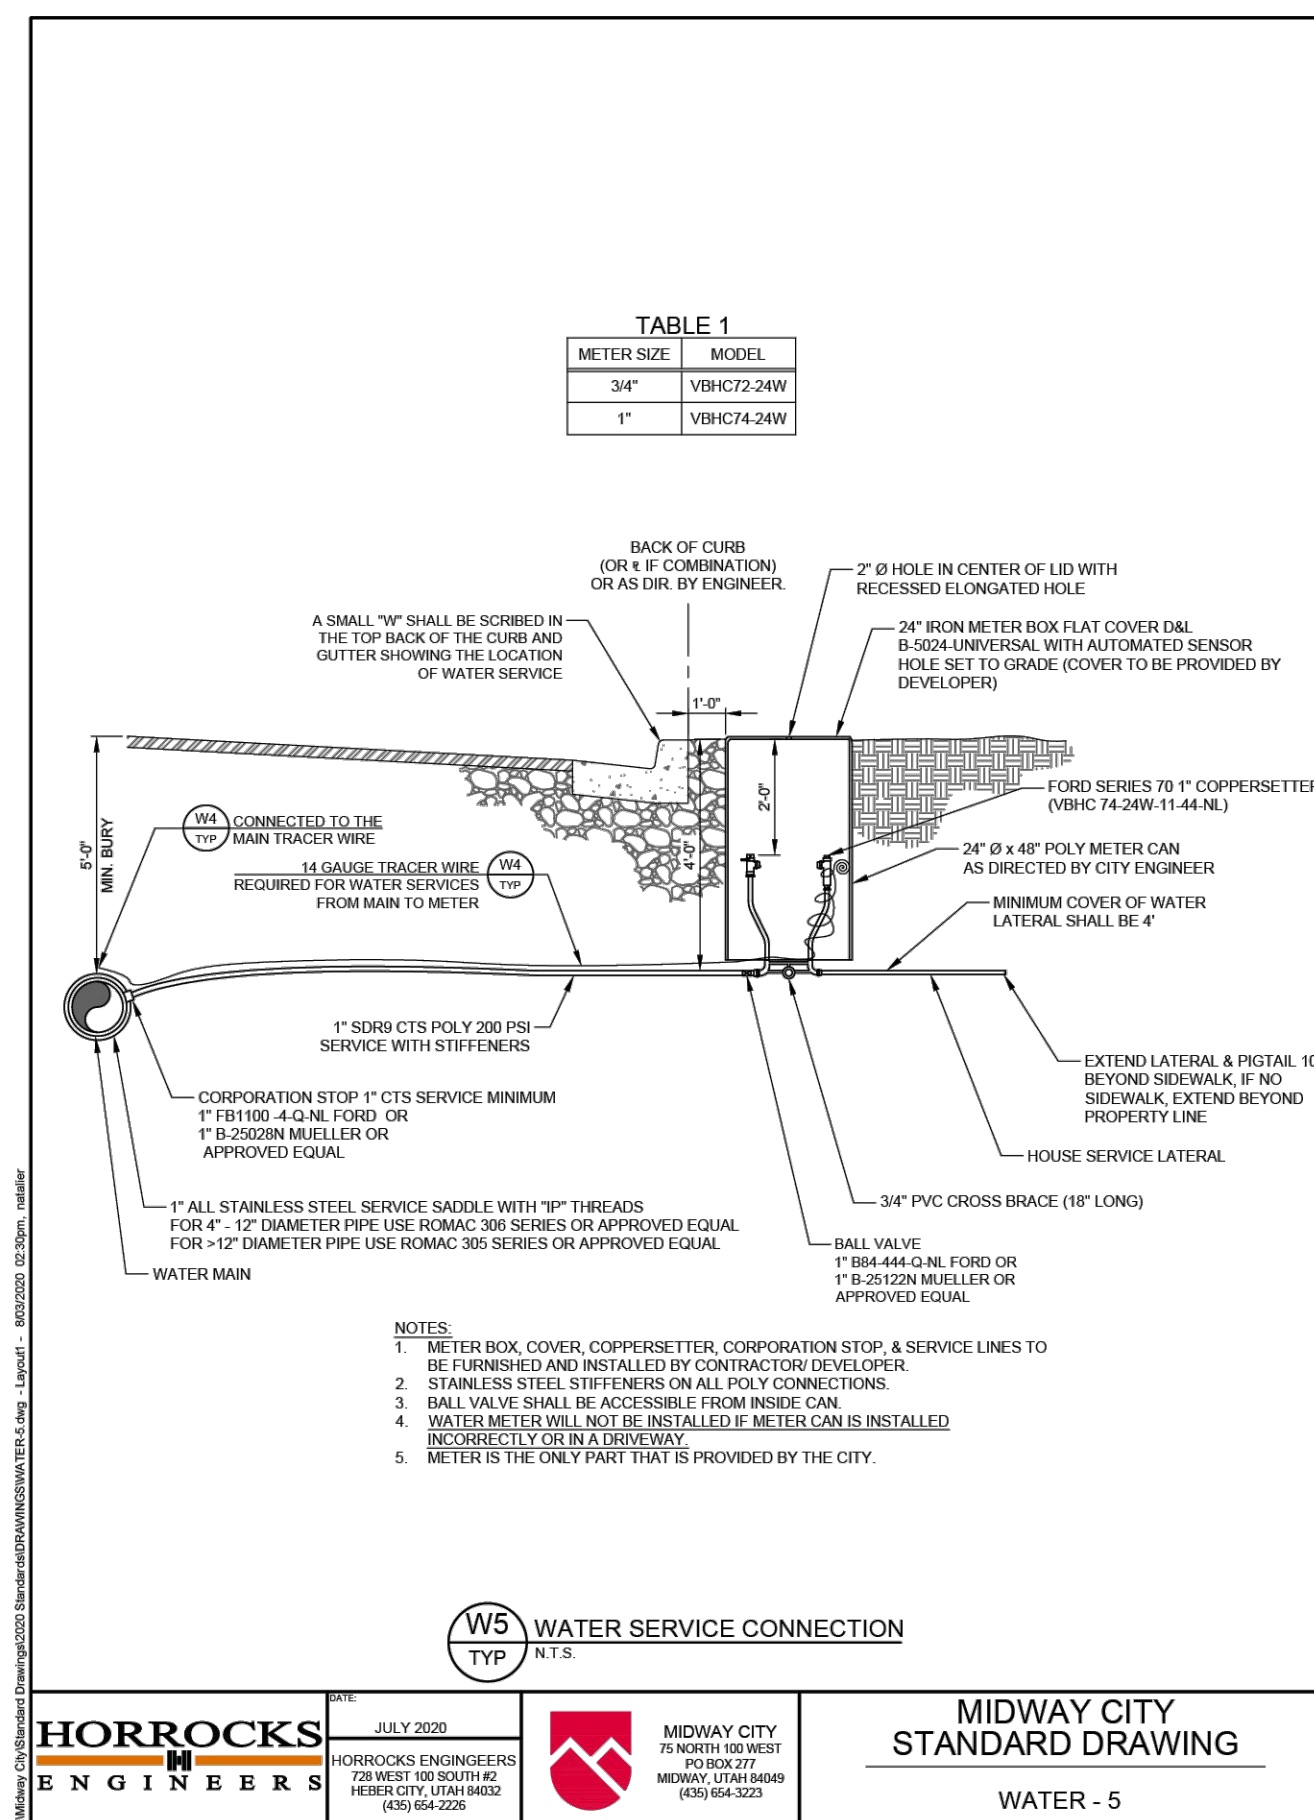 TABLE 1
METER SIZE MODEL
3/4" VBHC72-24W
1" VBHC74-24W
BACK OF CURB
(OR ℄ IF COMBINATION)
OR AS DIR. BY ENGINEER.
2" Ø HOLE IN CENTER OF LID WITH
RECESSED ELONGATED HOLE
A SMALL "W" SHALL BE SCRIBED IN
THE TOP BACK OF THE CURB AND
GUTTER SHOWING THE LOCATION
OF WATER SERVICE
24" IRON METER BOX FLAT COVER D&L
B-5024-UNIVERSAL WITH AUTOMATED SENSOR
HOLE SET TO GRADE (COVER TO BE PROVIDED BY
DEVELOPER)
1'-0"
2'-0"
4'-0"
5'-0"
MIN. BURY
FORD SERIES 70 1" COPPERSETTER
(VBHC 74-24W-11-44-NL)
W4
TYP
CONNECTED TO THE
MAIN TRACER WIRE
14 GAUGE TRACER WIRE
REQUIRED FOR WATER SERVICES
FROM MAIN TO METER
W4
TYP
24" Ø x 48" POLY METER CAN
AS DIRECTED BY CITY ENGINEER
MINIMUM COVER OF WATER
LATERAL SHALL BE 4'
1" SDR9 CTS POLY 200 PSI
SERVICE WITH STIFFENERS
EXTEND LATERAL & PIGTAIL 10
BEYOND SIDEWALK, IF NO
SIDEWALK, EXTEND BEYOND
PROPERTY LINE
CORPORATION STOP 1" CTS SERVICE MINIMUM
1" FB1100 -4-Q-NL FORD OR
1" B-25028N MUELLER OR
APPROVED EQUAL
HOUSE SERVICE LATERAL
3/4" PVC CROSS BRACE (18" LONG)
1" ALL STAINLESS STEEL SERVICE SADDLE WITH "IP" THREADS
FOR 4" - 12" DIAMETER PIPE USE ROMAC 306 SERIES OR APPROVED EQUAL
FOR >12" DIAMETER PIPE USE ROMAC 305 SERIES OR APPROVED EQUAL
WATER MAIN
BALL VALVE
1" B84-444-Q-NL FORD OR
1" B-25122N MUELLER OR
APPROVED EQUAL
NOTES:
1. METER BOX, COVER, COPPERSETTER, CORPORATION STOP, & SERVICE LINES TO
BE FURNISHED AND INSTALLED BY CONTRACTOR/ DEVELOPER.
2. STAINLESS STEEL STIFFENERS ON ALL POLY CONNECTIONS.
3. BALL VALVE SHALL BE ACCESSIBLE FROM INSIDE CAN.
4. WATER METER WILL NOT BE INSTALLED IF METER CAN IS INSTALLED
INCORRECTLY OR IN A DRIVEWAY.
5. METER IS THE ONLY PART THAT IS PROVIDED BY THE CITY.
W5
TYP
WATER SERVICE CONNECTION
N.T.S.
\Midway City\Standard Drawings\2020 Standards\DRAWINGS\WATER-5.dwg - Layout1 - 8/03/2020 02:30pm, natalier
HORROCKS
ENGINEERS
DATE:
JULY 2020
HORROCKS ENGINGEERS
728 WEST 100 SOUTH #2
HEBER CITY, UTAH 84032
(435) 654-2226
MIDWAY CITY
75 NORTH 100 WEST
PO BOX 277
MIDWAY, UTAH 84049
(435) 654-3223
MIDWAY CITY
STANDARD DRAWING
WATER - 5